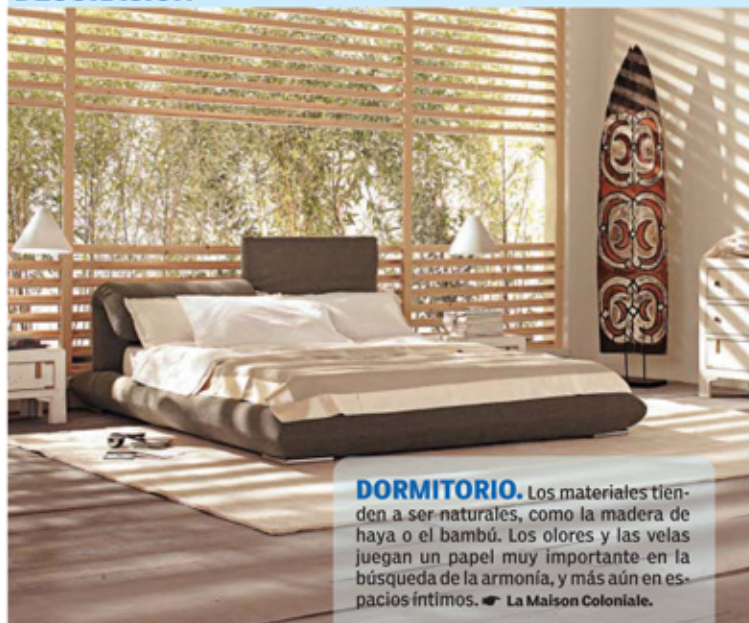 DORMITORIO. Los materiales tien-
den a ser naturales, como la madera de
haya o el bambú. Los olores y las velas
juegan un papel muy importante en la
búsqueda de la armonía, y más aún en es-
pacios íntimos. ☛ La Maison Coloniale.